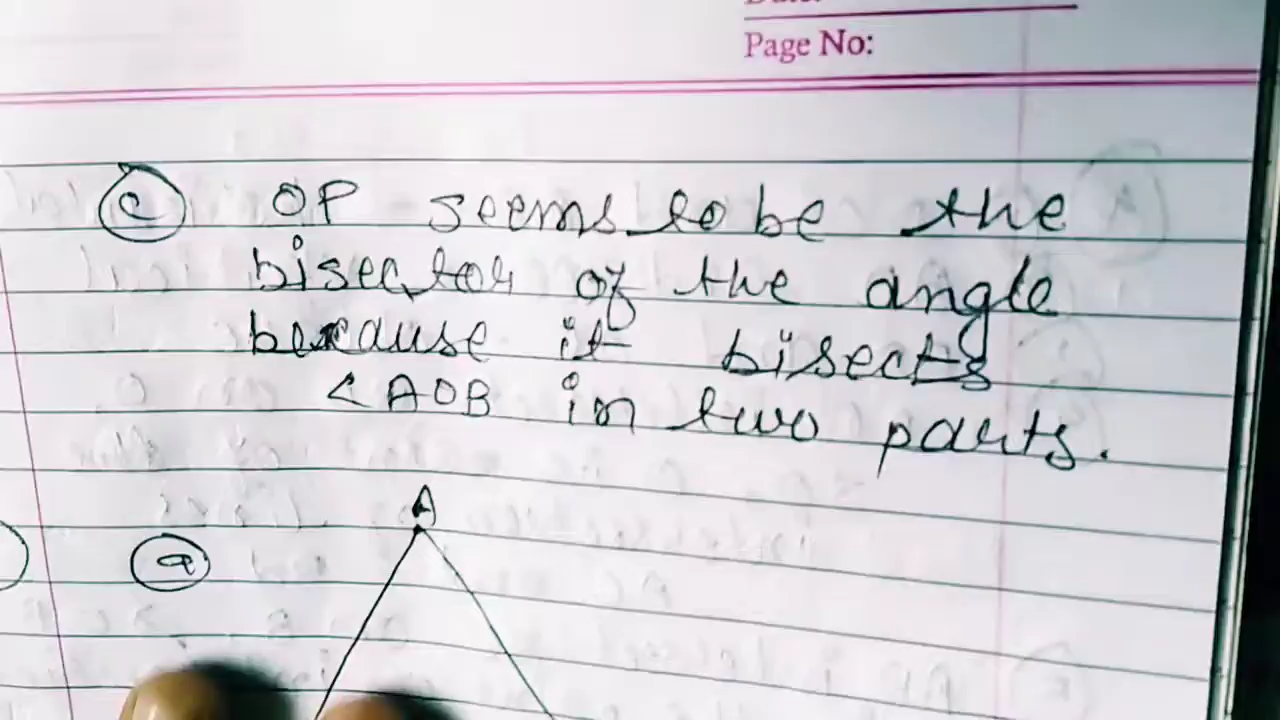 Page No:
(c) OP seems to be the
bisector of the angle
because it bisects
<AOB in two parts.
A
(a)